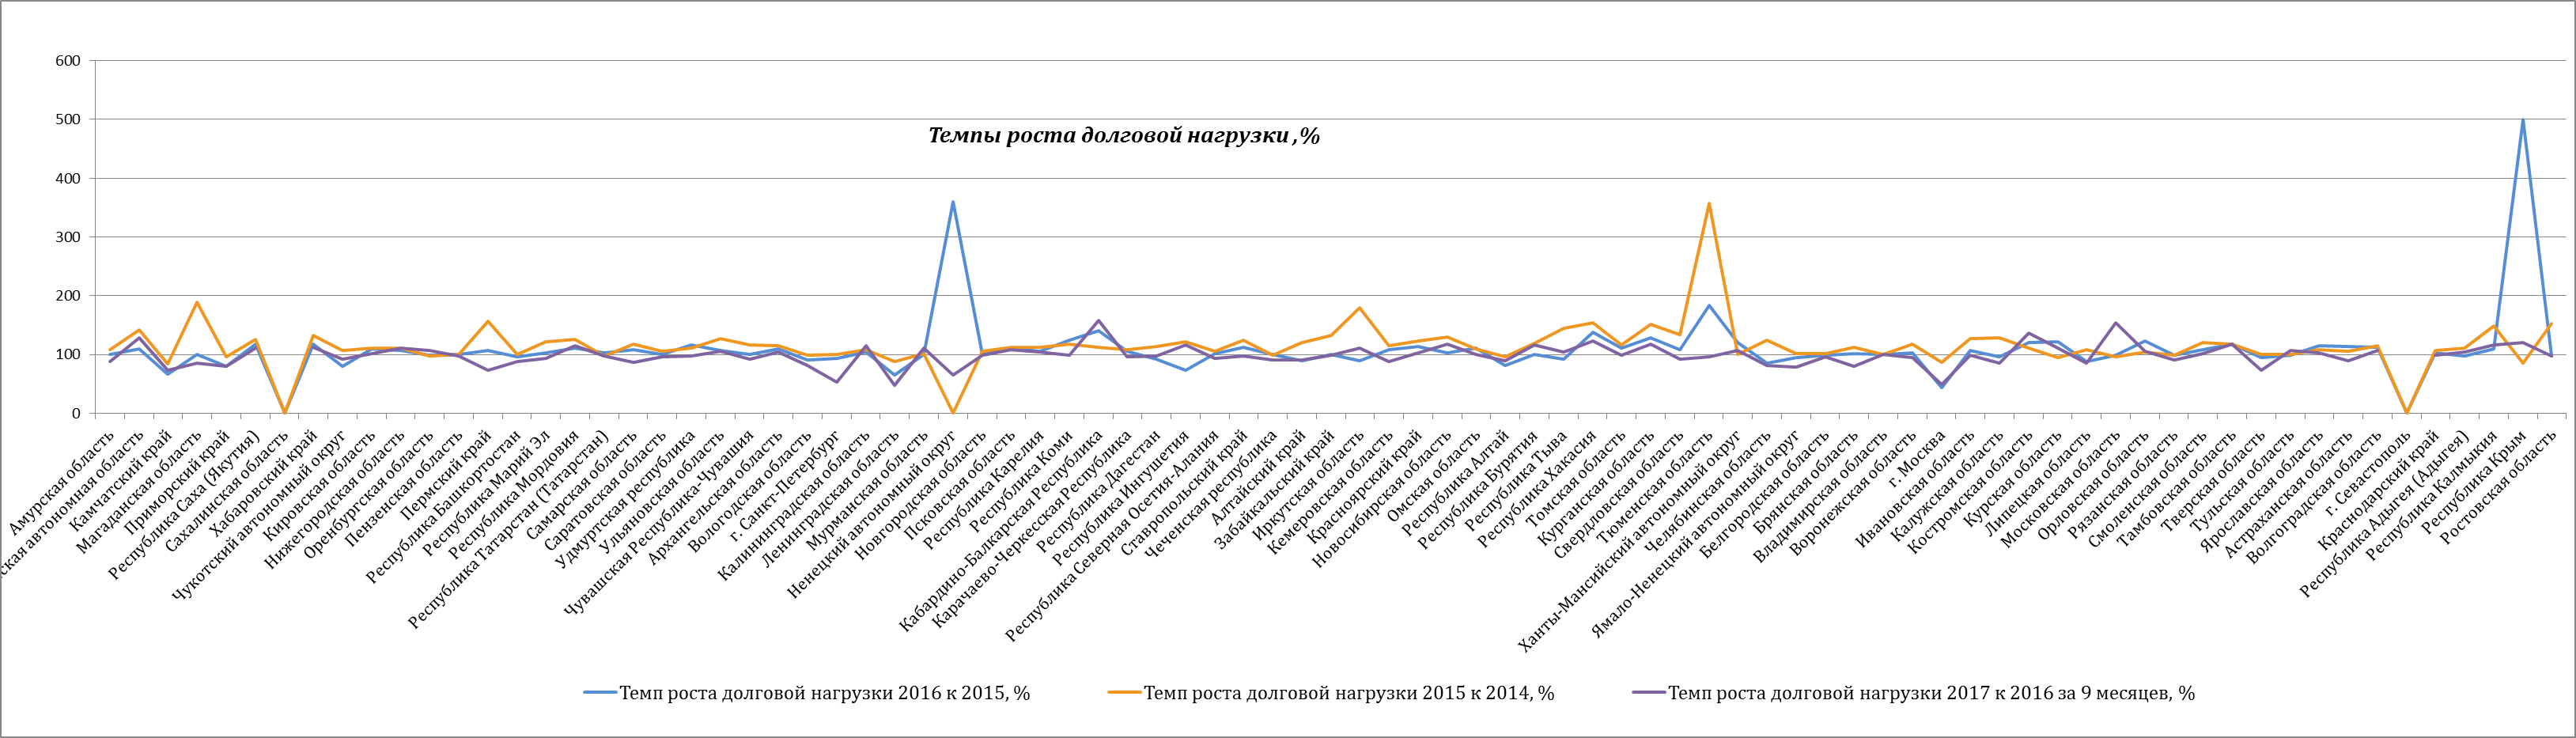 600
500
Темпы роста долговой нагрузки ,%
400
300
200
100
0
Амурская область
ская автономная область
Камчатский край
Магаданская область
Приморский край
Республика Саха (Якутия)
Сахалинская область
Хабаровский край
Чукотский автономный округ
Кировская область
Нижегородская область
Оренбургская область
Пензенская область
Пермский край
Республика Башкортостан
Республика Марий Эл
Республика Мордовия
Республика Татарстан (Татарстан)
Самарская область
Саратовская область
Удмуртская республика
Ульяновская область
Чувашская Республика-Чувашия
Архангельская область
Вологодская область
г. Санкт-Петербург
Калининградская область
Ленинградская область
Мурманская область
Ненецкий автономный округ
Новгородская область
Псковская область
Республика Карелия
Республика Коми
Кабардино-Балкарская Республика
Карачаево-Черкесская Республика
Республика Дагестан
Республика Ингушетия
Республика Северная Осетия-Алания
Ставропольский край
Чеченская республика
Алтайский край
Забайкальский край
Иркутская область
Кемеровская область
Красноярский край
Новосибирская область
Омская область
Республика Алтай
Республика Бурятия
Республика Тыва
Республика Хакасия
Томская область
Курганская область
Свердловская область
Тюменская область
Ханты-Мансийский автономный округ
Челябинская область
Ямало-Ненецкий автономный округ
Белгородская область
Брянская область
Владимирская область
Воронежская область
г. Москва
Ивановская область
Калужская область
Костромская область
Курская область
Липецкая область
Московская область
Орловская область
Рязанская область
Смоленская область
Тамбовская область
Тверская область
Тульская область
Ярославская область
Астраханская область
Волгоградская область
г. Севастополь
Краснодарский край
Республика Адыгея (Адыгея)
Республика Калмыкия
Республика Крым
Ростовская область
Темп роста долговой нагрузки 2016 к 2015, %
Темп роста долговой нагрузки 2015 к 2014, %
Темп роста долговой нагрузки 2017 к 2016 за 9 месяцев, %